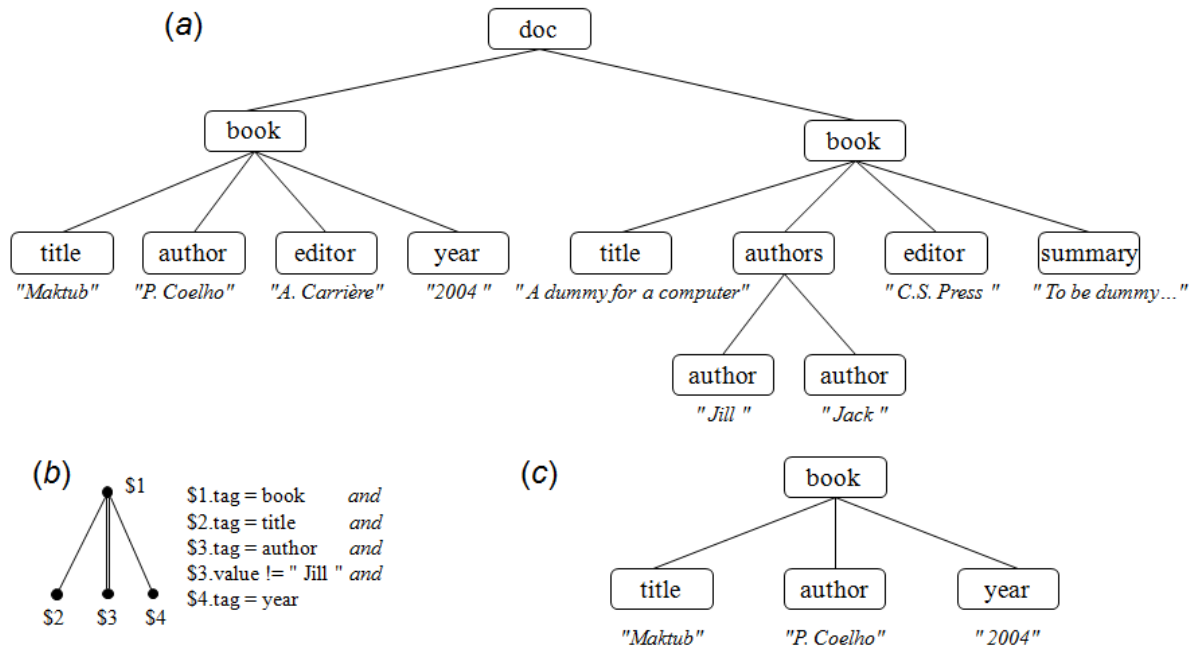 (a)
doc
book
book
title author editor year title authors editor summary
"Maktub" "P. Coelho" "A. Carrière" "2004 " " A dummy for a computer" " C.S. Press " " To be dummy…"
author author
" Jill " " Jack "
(b)
$1
$1.tag = book and
$2.tag = title and
$3.tag = author and
$3.value != " Jill " and
$4.tag = year
$2 $3 $4
(c)
book
title author year
"Maktub" "P. Coelho" " 2004"